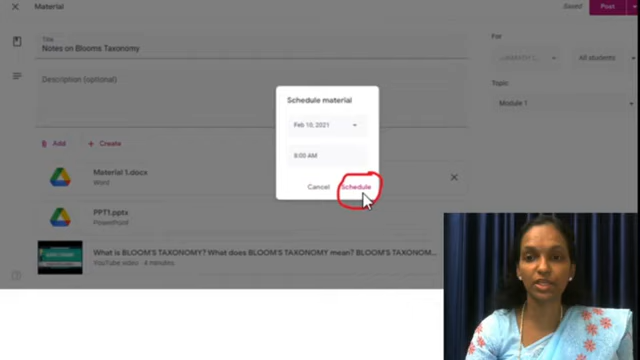 Material
Saved
Post
Title
Notes on Blooms Taxonomy
For
All students
Description (optional)
Topic
Module 1
Schedule material
Feb 10, 2021
8:00 AM
Cancel
Schedule
Add
Create
Material 1.docx
Word
PPT1.pptx
PowerPoint
What is BLOOM'S TAXONOMY? What does BLOOM'S TAXONOMY mean? BLOOM'S TAXONOM...
YouTube video 4 minutes